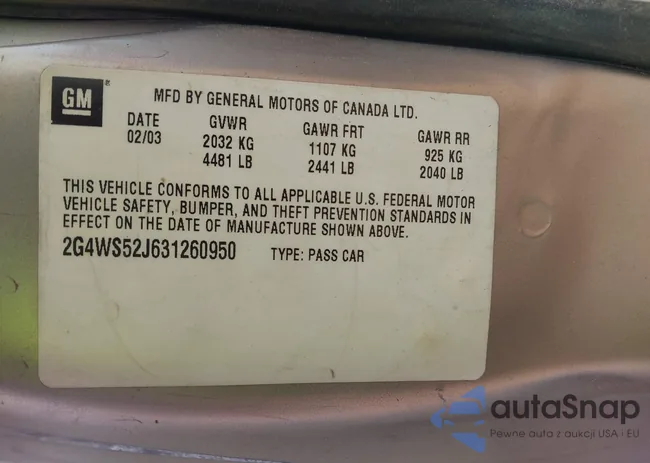 GM
MFD BY GENERAL MOTORS OF CANADA LTD.
DATE GVWR GAWR FRT GAWR RR
02/03 2032 KG 1107 KG 925 KG
4481 LB 2441 LB 2040 LB
THIS VEHICLE CONFORMS TO ALL APPLICABLE U.S. FEDERAL MOTOR
VEHICLE SAFETY, BUMPER, AND THEFT PREVENTION STANDARDS IN
EFFECT ON THE DATE OF MANUFACTURE SHOWN ABOVE.
2G4WS52J631260950 TYPE: PASS CAR
autaSnap
Pewne auta z aukcji USA i EU